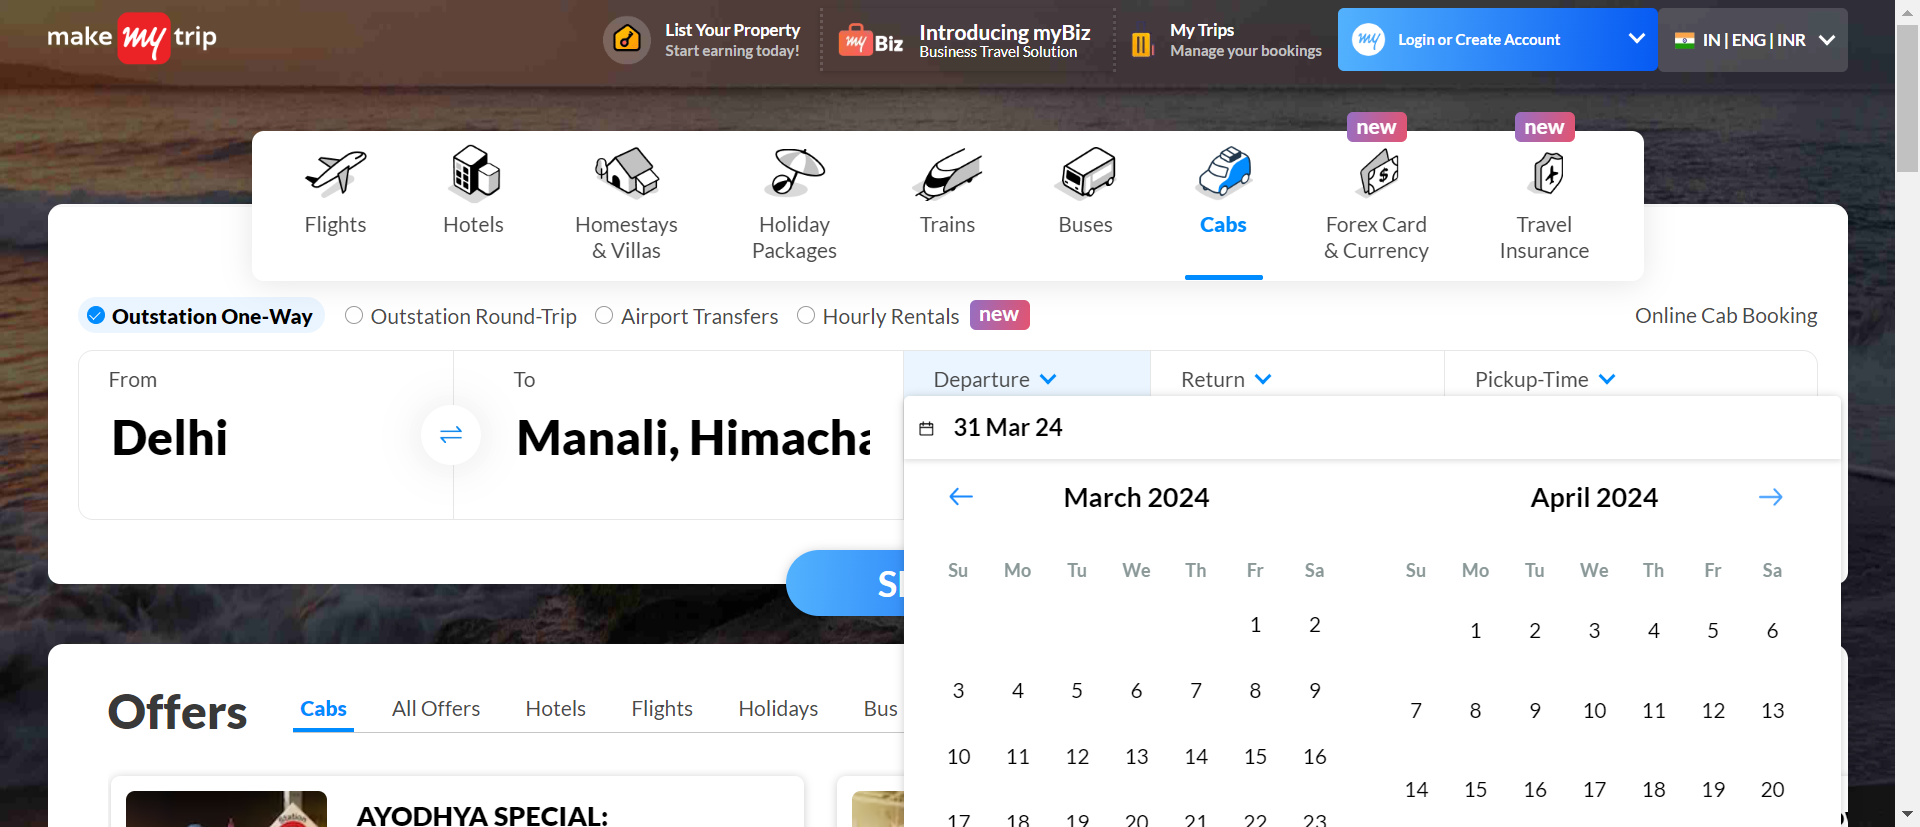 make my trip
List Your Property
Start earning today!
my Biz
Introducing myBiz
Business Travel Solution
My Trips
Manage your bookings
my
Login or Create Account
IN | ENG | INR
new
new
Flights
Hotels
Homestays
& Villas
Holiday
Packages
Trains
Buses
Cabs
Forex Card
& Currency
Travel
Insurance
Outstation One-Way
Outstation Round-Trip
Airport Transfers
Hourly Rentals
new
Online Cab Booking
From
To
Departure
Return
Pickup-Time
Delhi
Manali, Himacha
31 Mar 24
March 2024
April 2024
Su Mo Tu We Th Fr Sa
Su Mo Tu We Th Fr Sa
1 2
1 2 3 4 5 6
3 4 5 6 7 8 9
7 8 9 10 11 12 13
10 11 12 13 14 15 16
14 15 16 17 18 19 20
17 18 19 20 21 22 23
Offers
Cabs
All Offers
Hotels
Flights
Holidays
Bus
AYODHYA SPECIAL:
Station